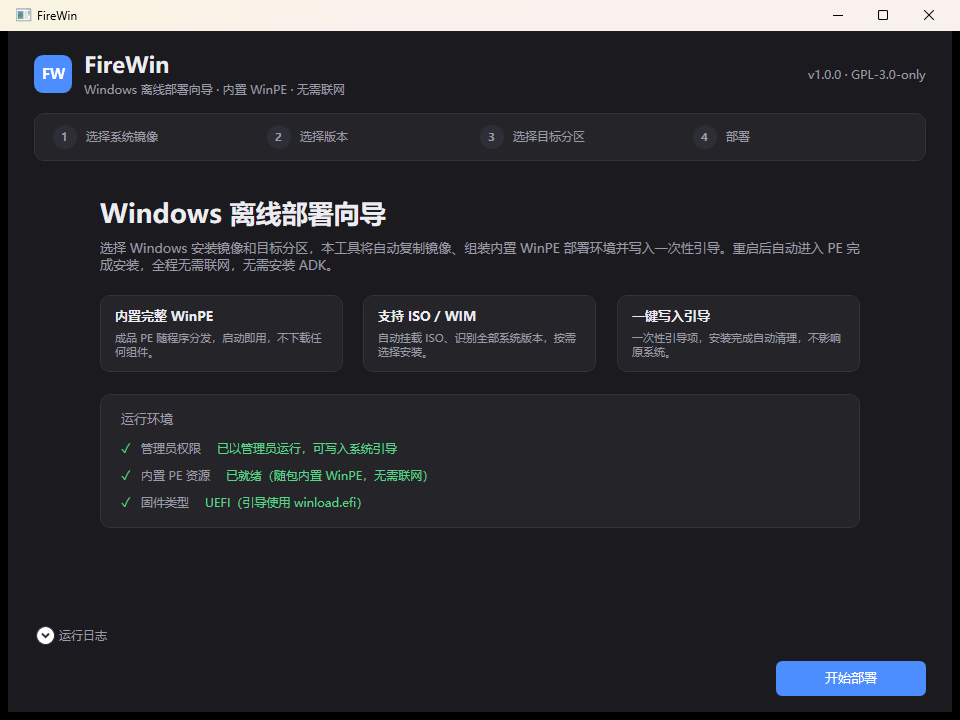 FireWin
FW
FireWin
Windows 离线部署向导 · 内置 WinPE · 无需联网
v1.0.0 · GPL-3.0-only
1 选择系统镜像
2 选择版本
3 选择目标分区
4 部署
Windows 离线部署向导
选择 Windows 安装镜像和目标分区，本工具将自动复制镜像、组装内置 WinPE 部署环境并写入一次性引导。重启后自动进入 PE 完
成安装，全程无需联网，无需安装 ADK。
内置完整 WinPE
成品 PE 随程序分发，启动即用，不下载任
何组件。
支持 ISO / WIM
自动挂载 ISO、识别全部系统版本，按需
选择安装。
一键写入引导
一次性引导项，安装完成自动清理，不影响
原系统。
运行环境
✓ 管理员权限 已以管理员运行，可写入系统引导
✓ 内置 PE 资源 已就绪（随包内置 WinPE，无需联网）
✓ 固件类型 UEFI（引导使用 winload.efi）
运行日志
开始部署